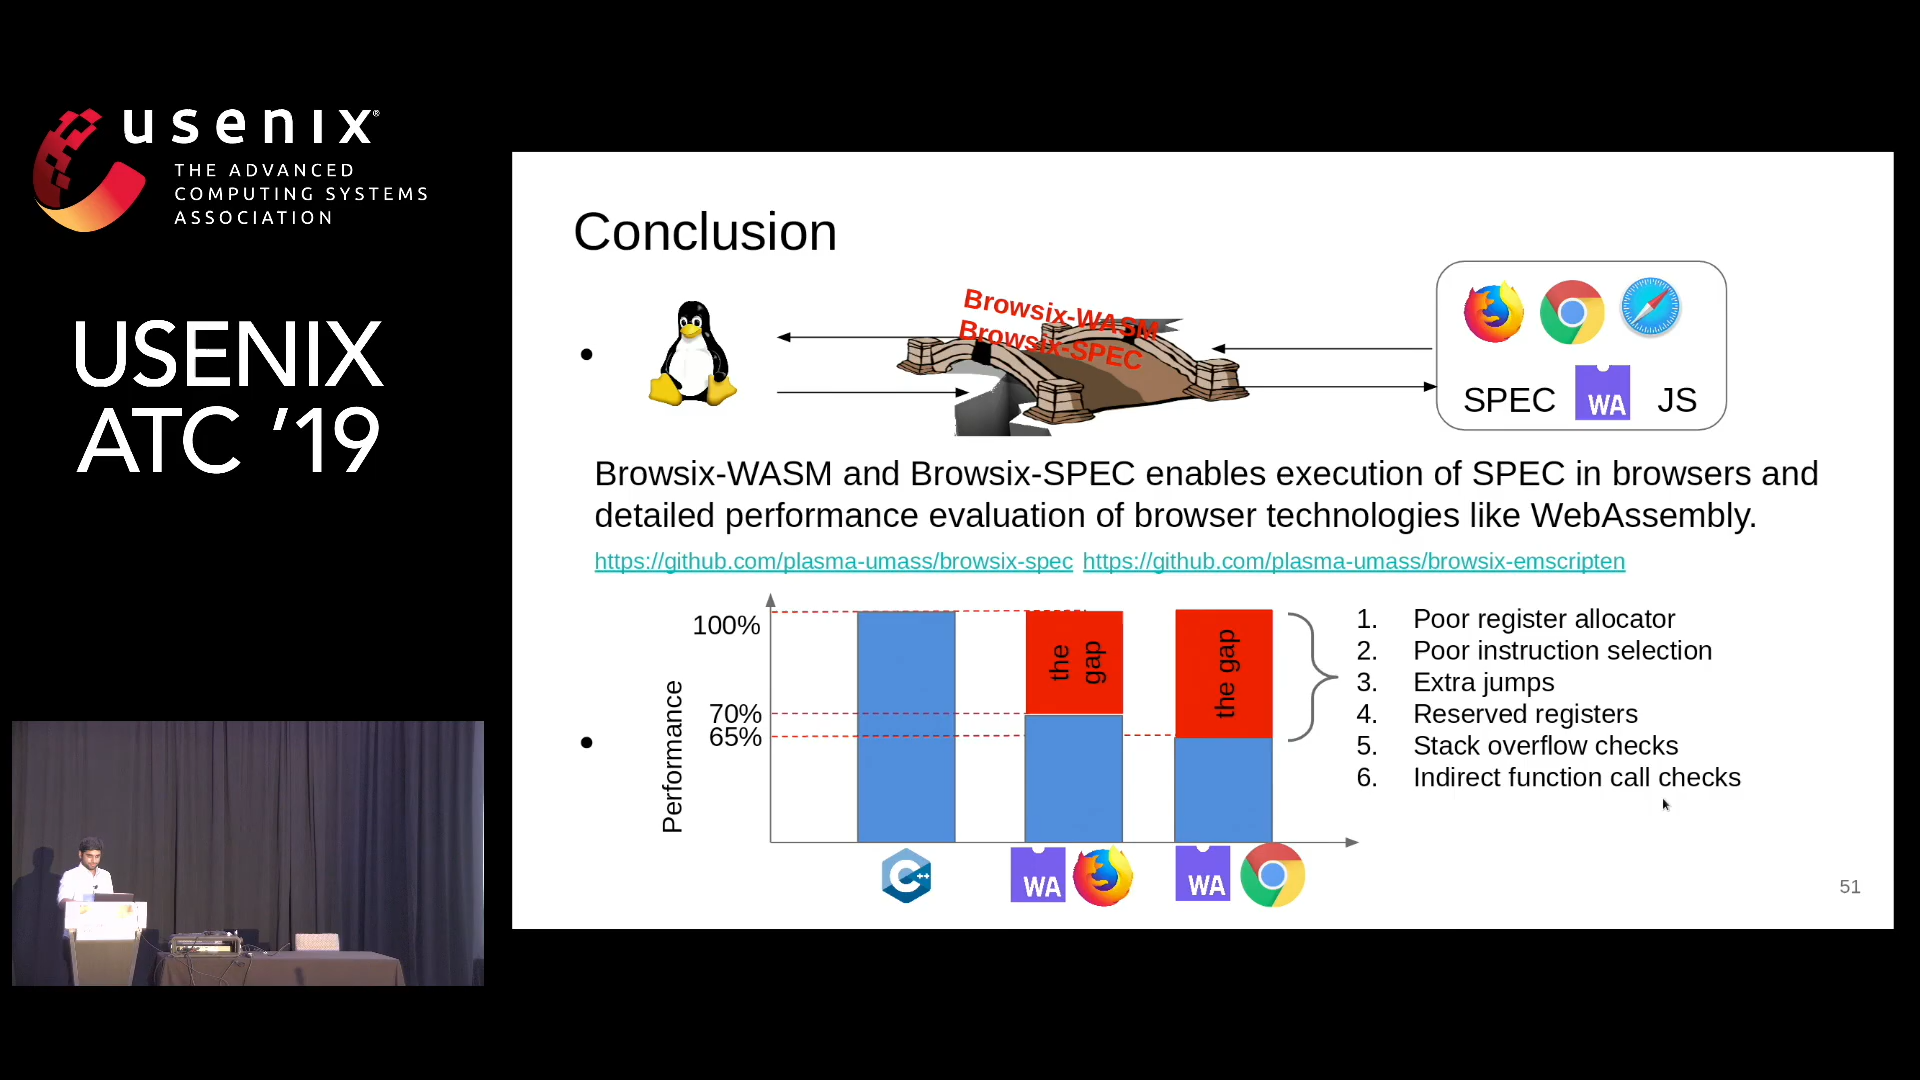 usenix®
THE ADVANCED
COMPUTING SYSTEMS
ASSOCIATION
USENIX
ATC ’19
Conclusion
Browsix-WASM
Browsix-SPEC
SPEC WA JS
Browsix-WASM and Browsix-SPEC enables execution of SPEC in browsers and
detailed performance evaluation of browser technologies like WebAssembly.
https://github.com/plasma-umass/browsix-spec https://github.com/plasma-umass/browsix-emscripten
Performance
100%
70%
65%
the
gap
the gap
1. Poor register allocator
2. Poor instruction selection
3. Extra jumps
4. Reserved registers
5. Stack overflow checks
6. Indirect function call checks
C++
WA
WA
51